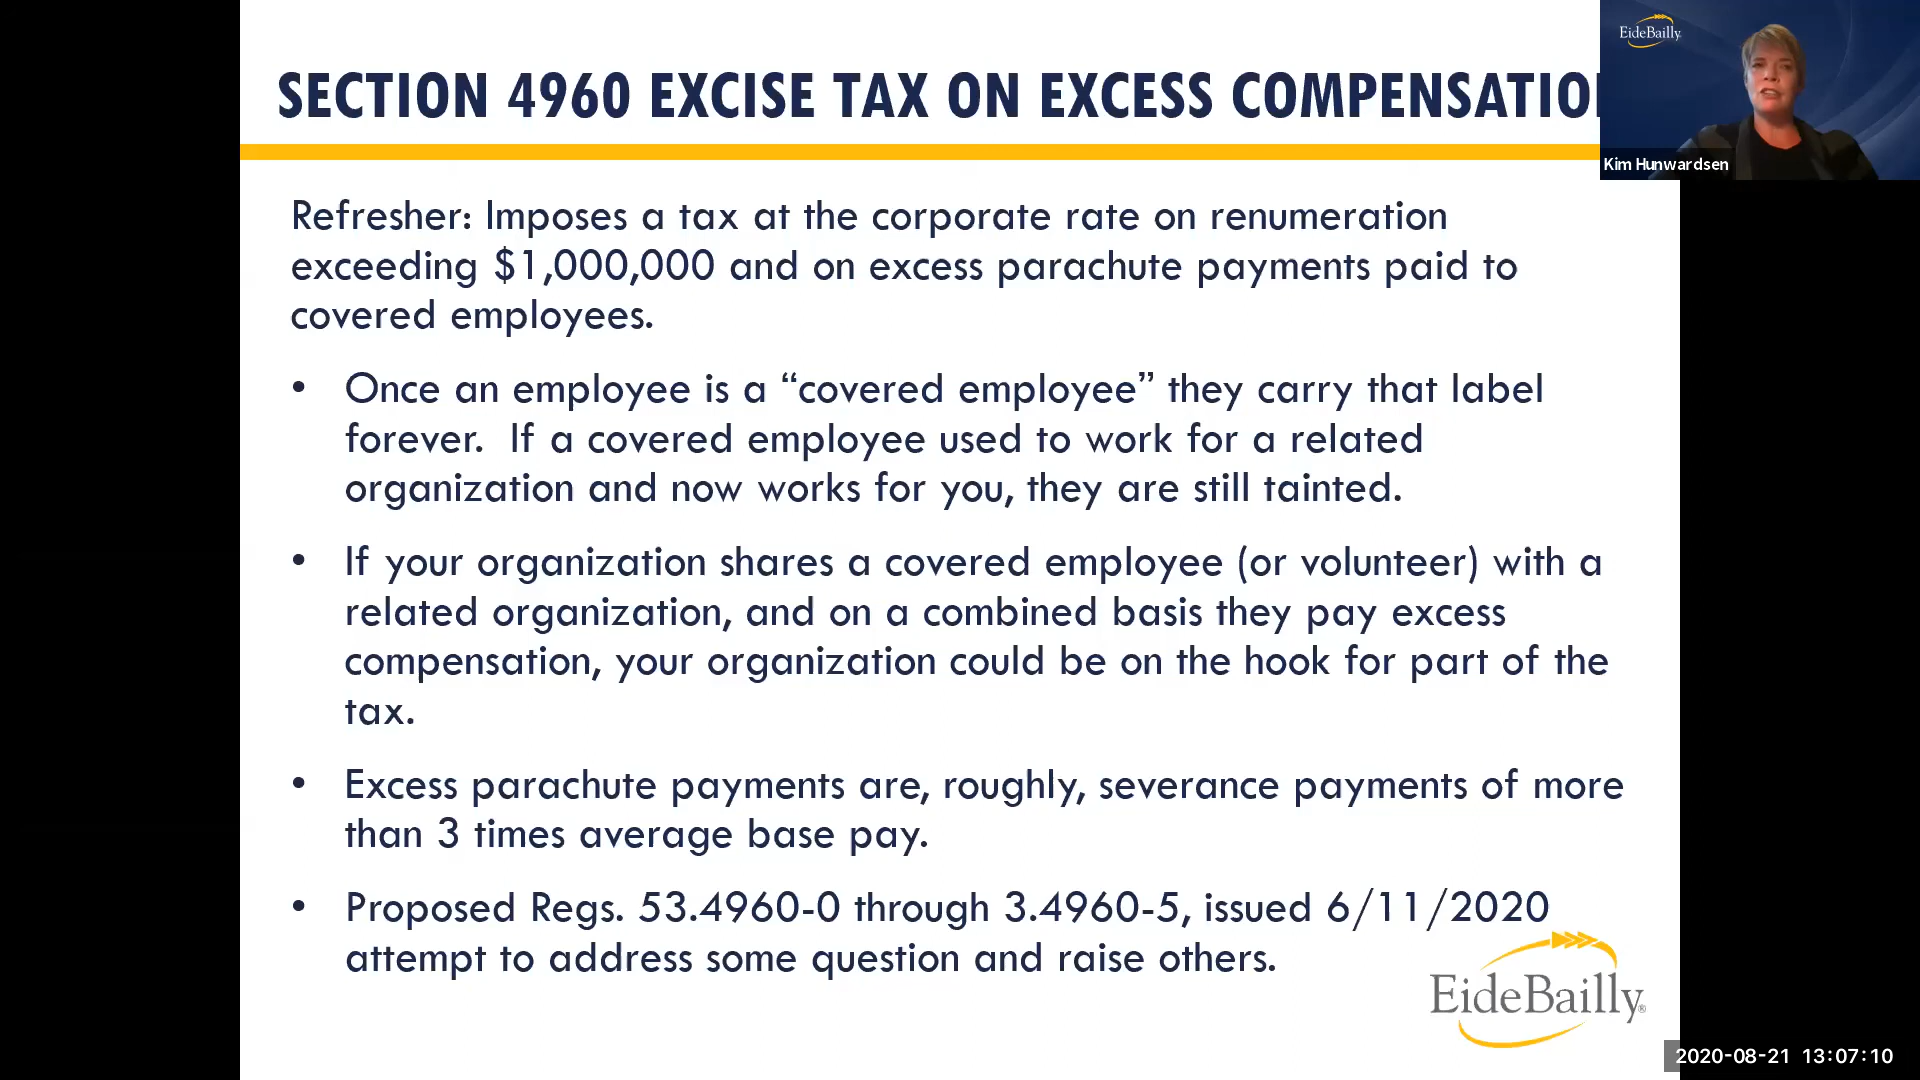 SECTION 4960 EXCISE TAX ON EXCESS COMPENSATIO
EideBailly
Kim Hunwardsen
Refresher: Imposes a tax at the corporate rate on renumeration
exceeding $1,000,000 and on excess parachute payments paid to
covered employees.
• Once an employee is a “covered employee” they carry that label
forever.  If a covered employee used to work for a related
organization and now works for you, they are still tainted.
• If your organization shares a covered employee (or volunteer) with a
related organization, and on a combined basis they pay excess
compensation, your organization could be on the hook for part of the
tax.
• Excess parachute payments are, roughly, severance payments of more
than 3 times average base pay.
• Proposed Regs. 53.4960-0 through 3.4960-5, issued 6/11/2020
attempt to address some question and raise others.
EideBailly®
2020-08-21 13:07:10